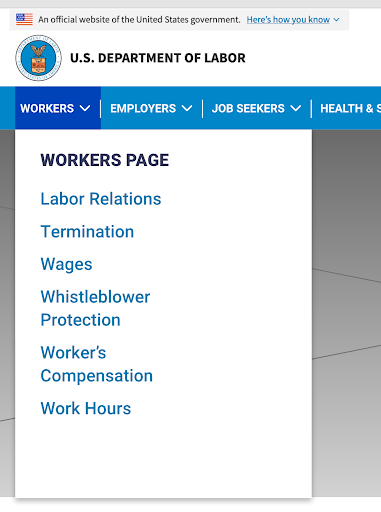 An official website of the United States government. Here's how you know
U.S. DEPARTMENT OF LABOR
WORKERS EMPLOYERS JOB SEEKERS HEALTH & S
WORKERS PAGE
Labor Relations
Termination
Wages
Whistleblower
Protection
Worker’s
Compensation
Work Hours